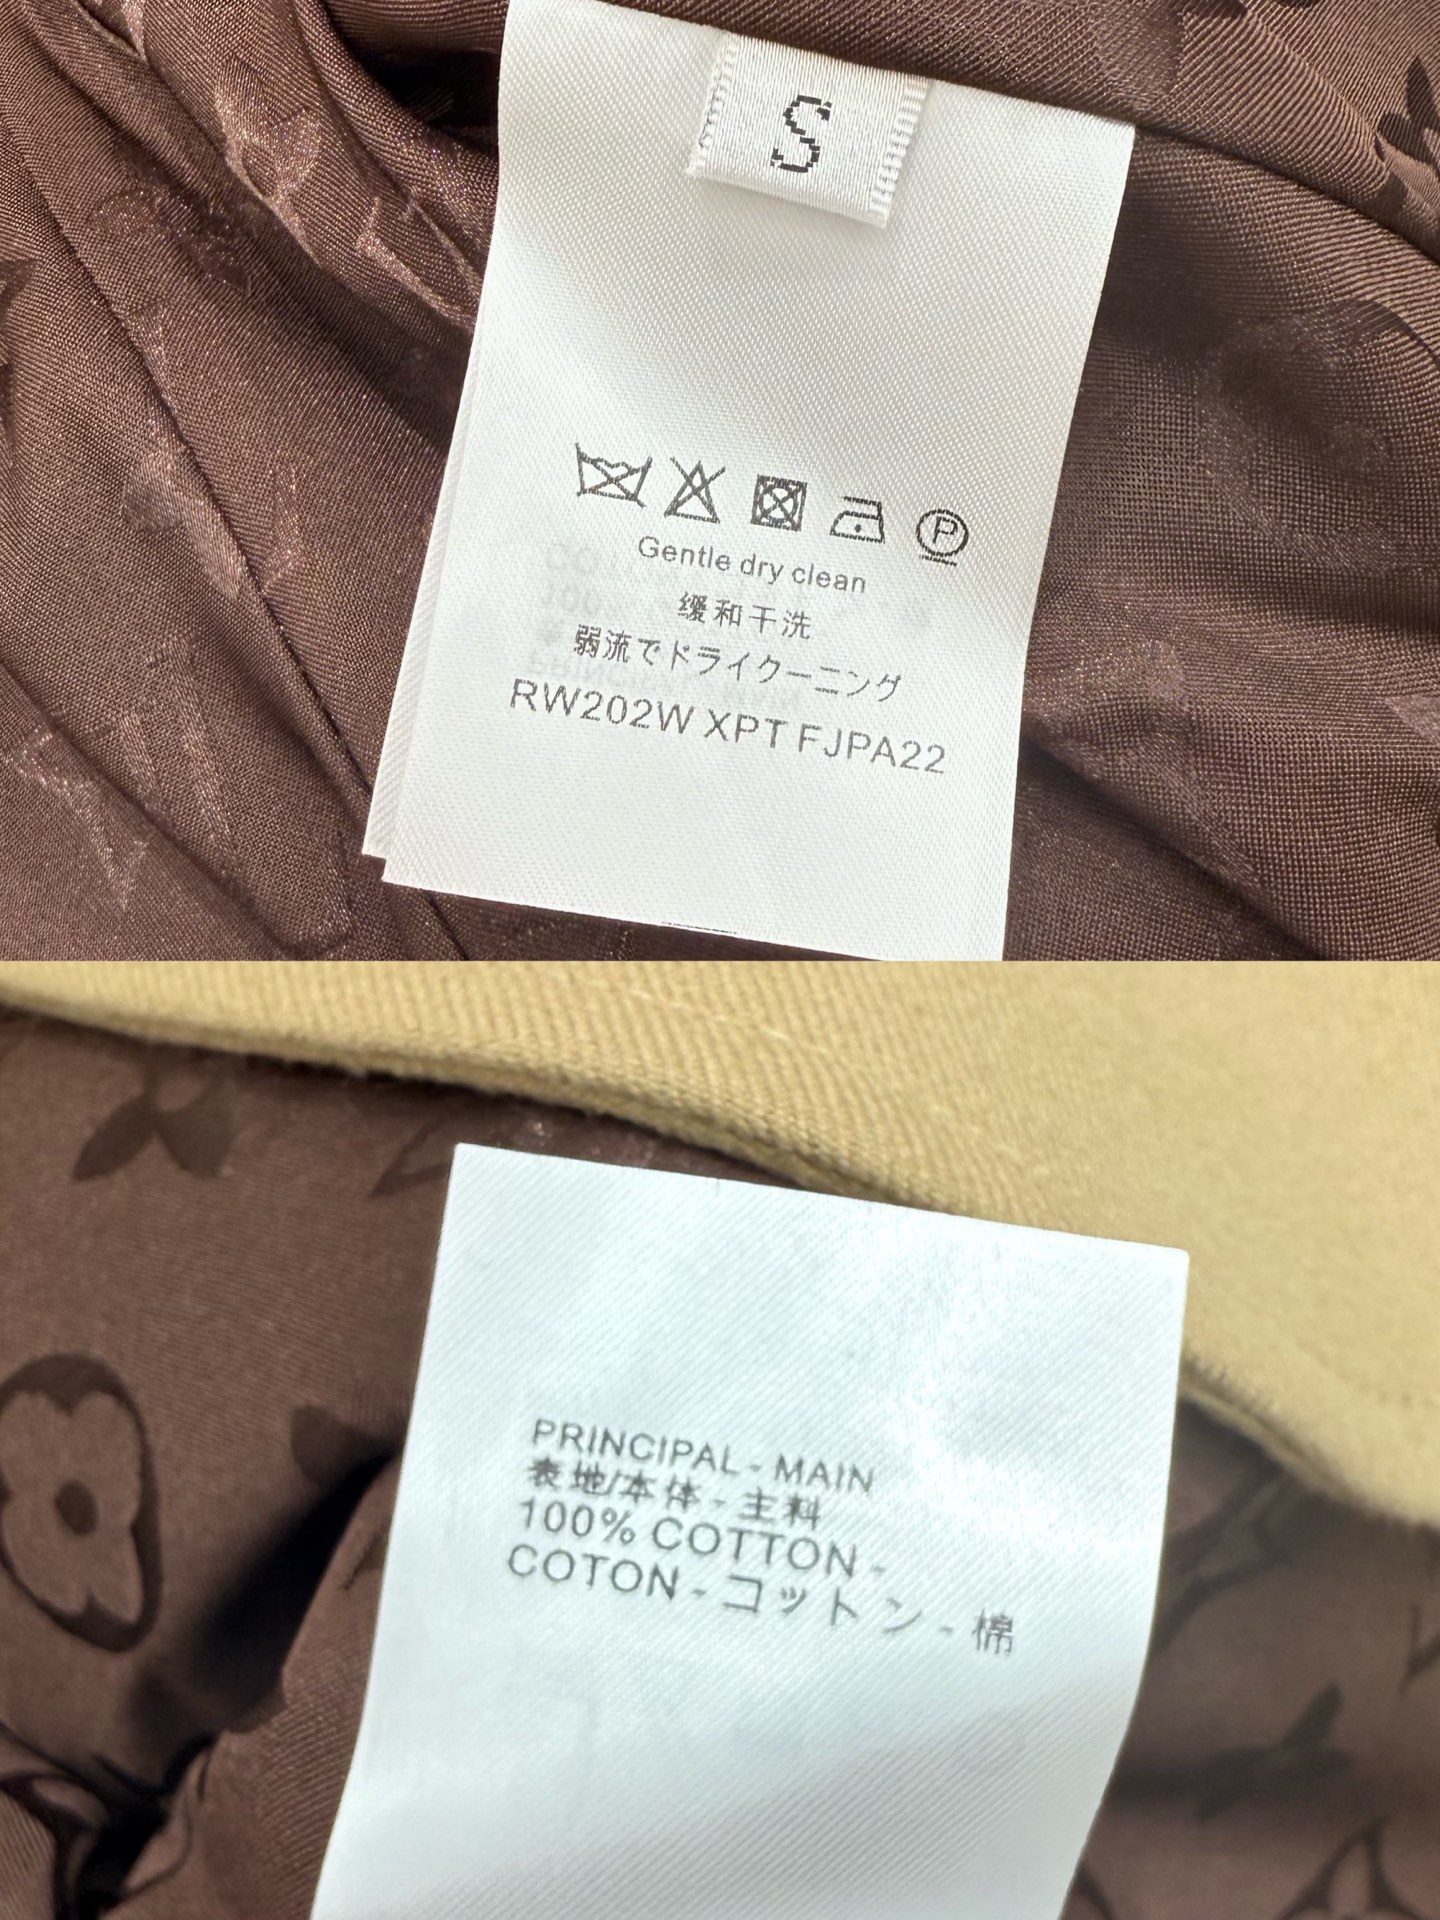 S
P
Gentle dry clean
缓和干洗
弱流でドライクーニング
RW202W XPT FJPA22
PRINCIPAL - MAIN
表地/本体 - 主料
100% COTTON -
COTON - コットン - 棉